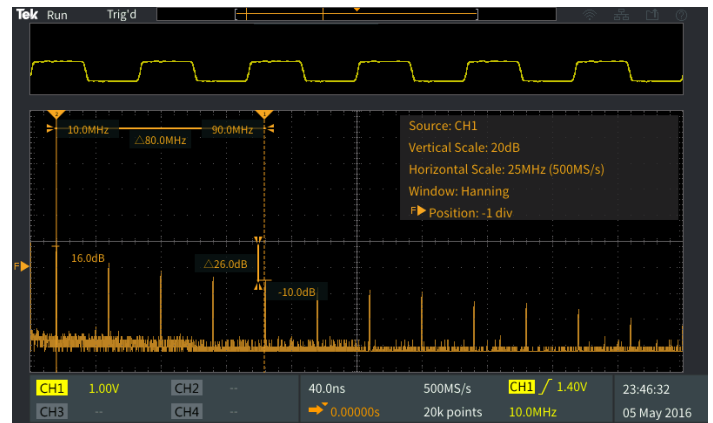 Tek Run Trig'd
10.0MHz 90.0MHz
△80.0MHz
Source: CH1
Vertical Scale: 20dB
Horizontal Scale: 25MHz (500MS/s)
Window: Hanning
F Position: -1 div
16.0dB
△26.0dB
F
-10.0dB
CH1 1.00V CH2 -- 40.0ns 500MS/s CH1 1.40V 23:46:32
CH3 -- CH4 -- 0.00000s 20k points 10.0MHz 05 May 2016